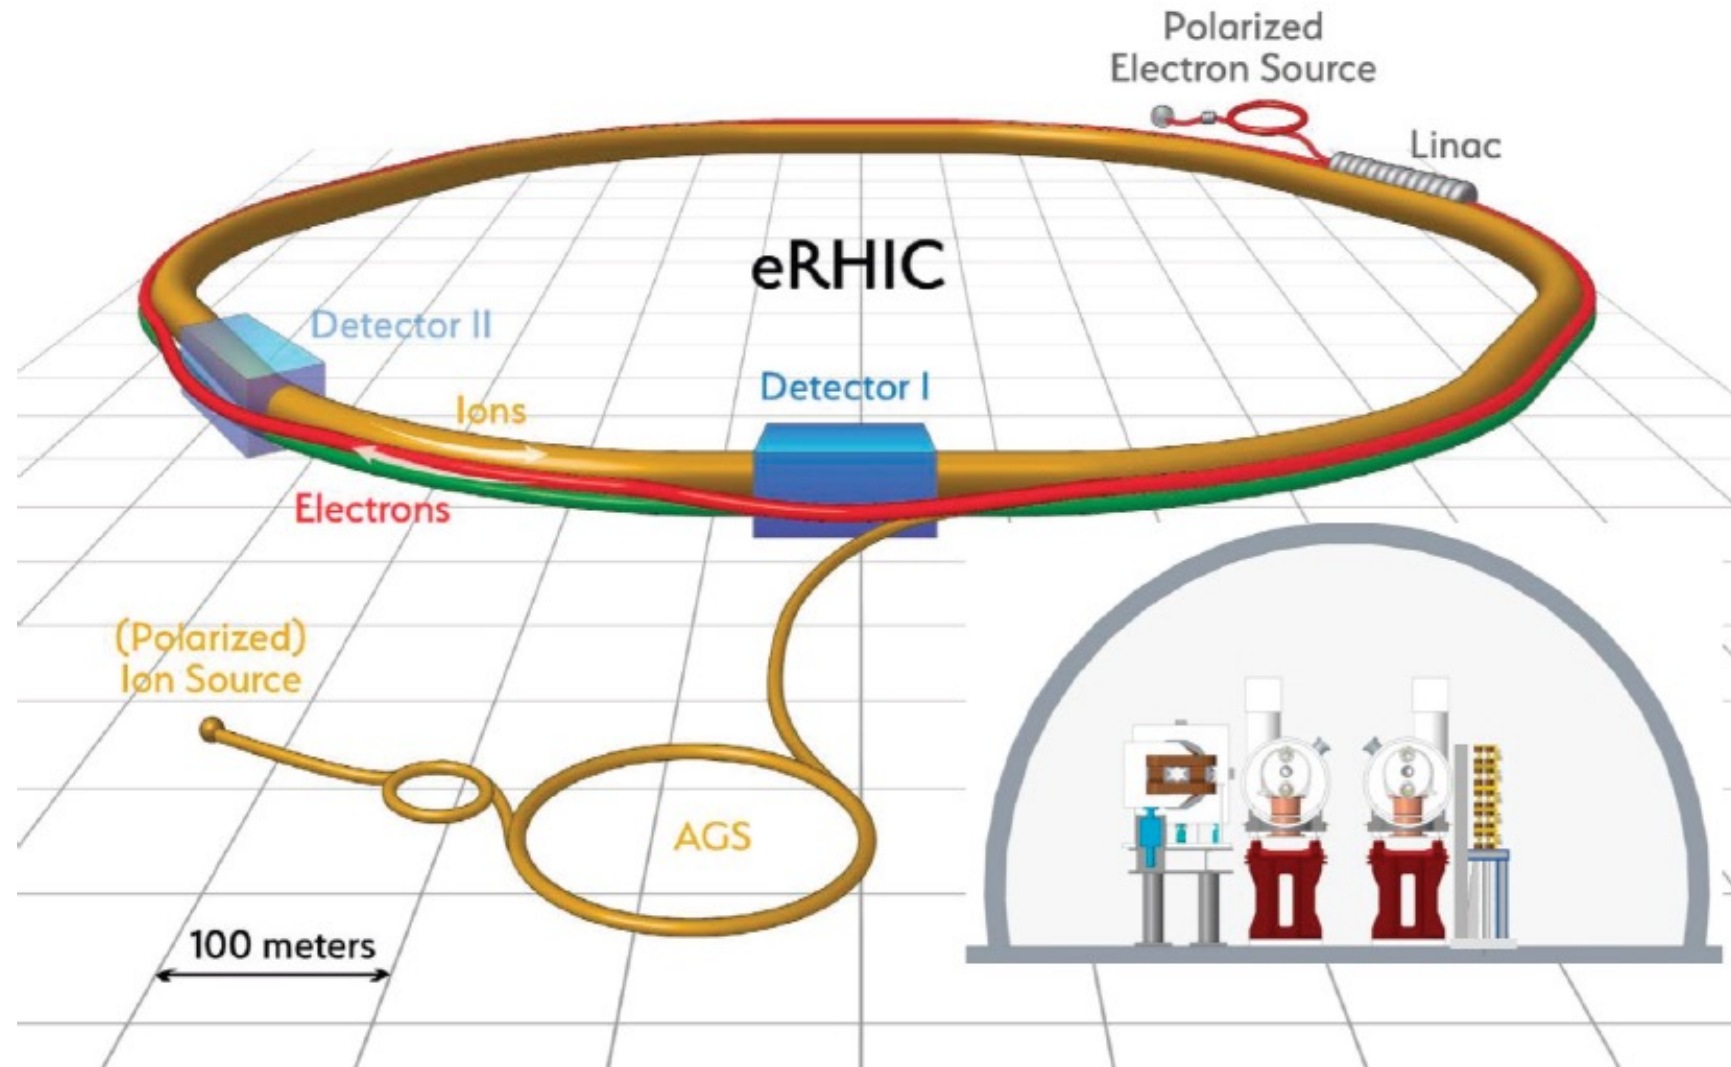 Polarized
Electron Source
Linac
eRHIC
Detector II
Detector I
Ions
Electrons
(Polarized)
Ion Source
AGS
100 meters